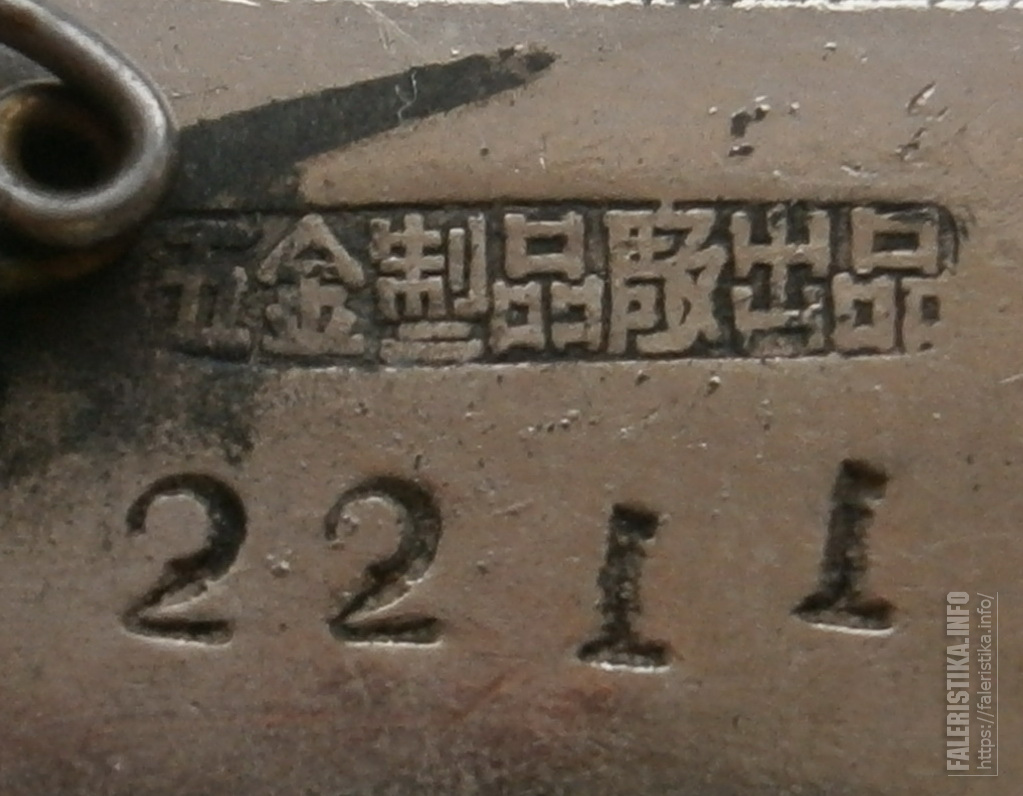 五金製品廠出品
2211
FALERISTIKA.INFO
https://faleristika.info/